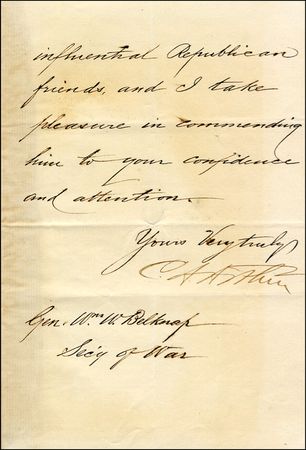 influential Republican
friends, and I take
pleasure in commending
him to your confidence
and attention.
Yours Very truly
C A Arthur
Gen. Wm W. Belknap
Sec'y of War